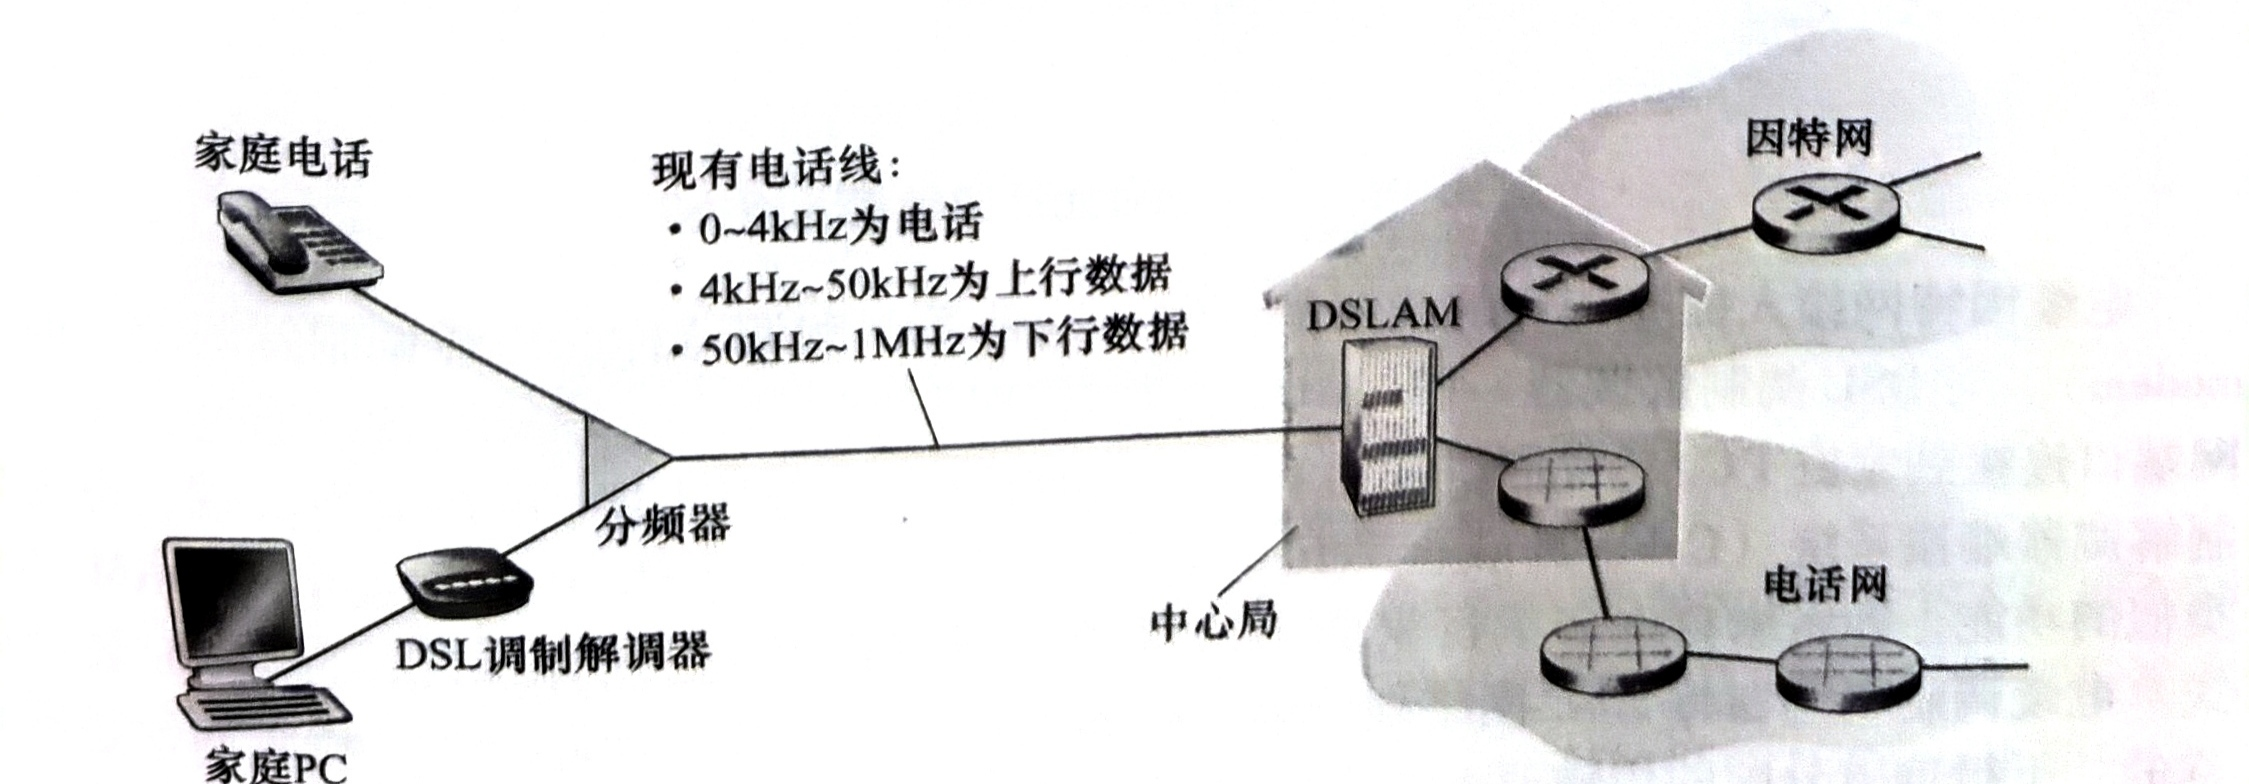 家庭电话
现有电话线：
·0~4kHz为电话
·4kHz~50kHz为上行数据
·50kHz~1MHz为下行数据
因特网
DSLAM
分频器
DSL调制解调器
家庭PC
中心局
电话网